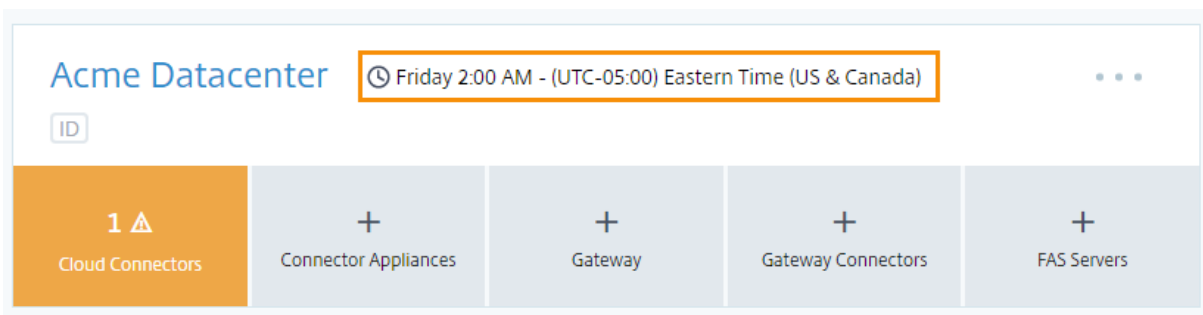 Acme Datacenter Friday 2:00 AM - (UTC-05:00) Eastern Time (US & Canada)
ID
1
Cloud Connectors
+
Connector Appliances
+
Gateway
+
Gateway Connectors
+
FAS Servers